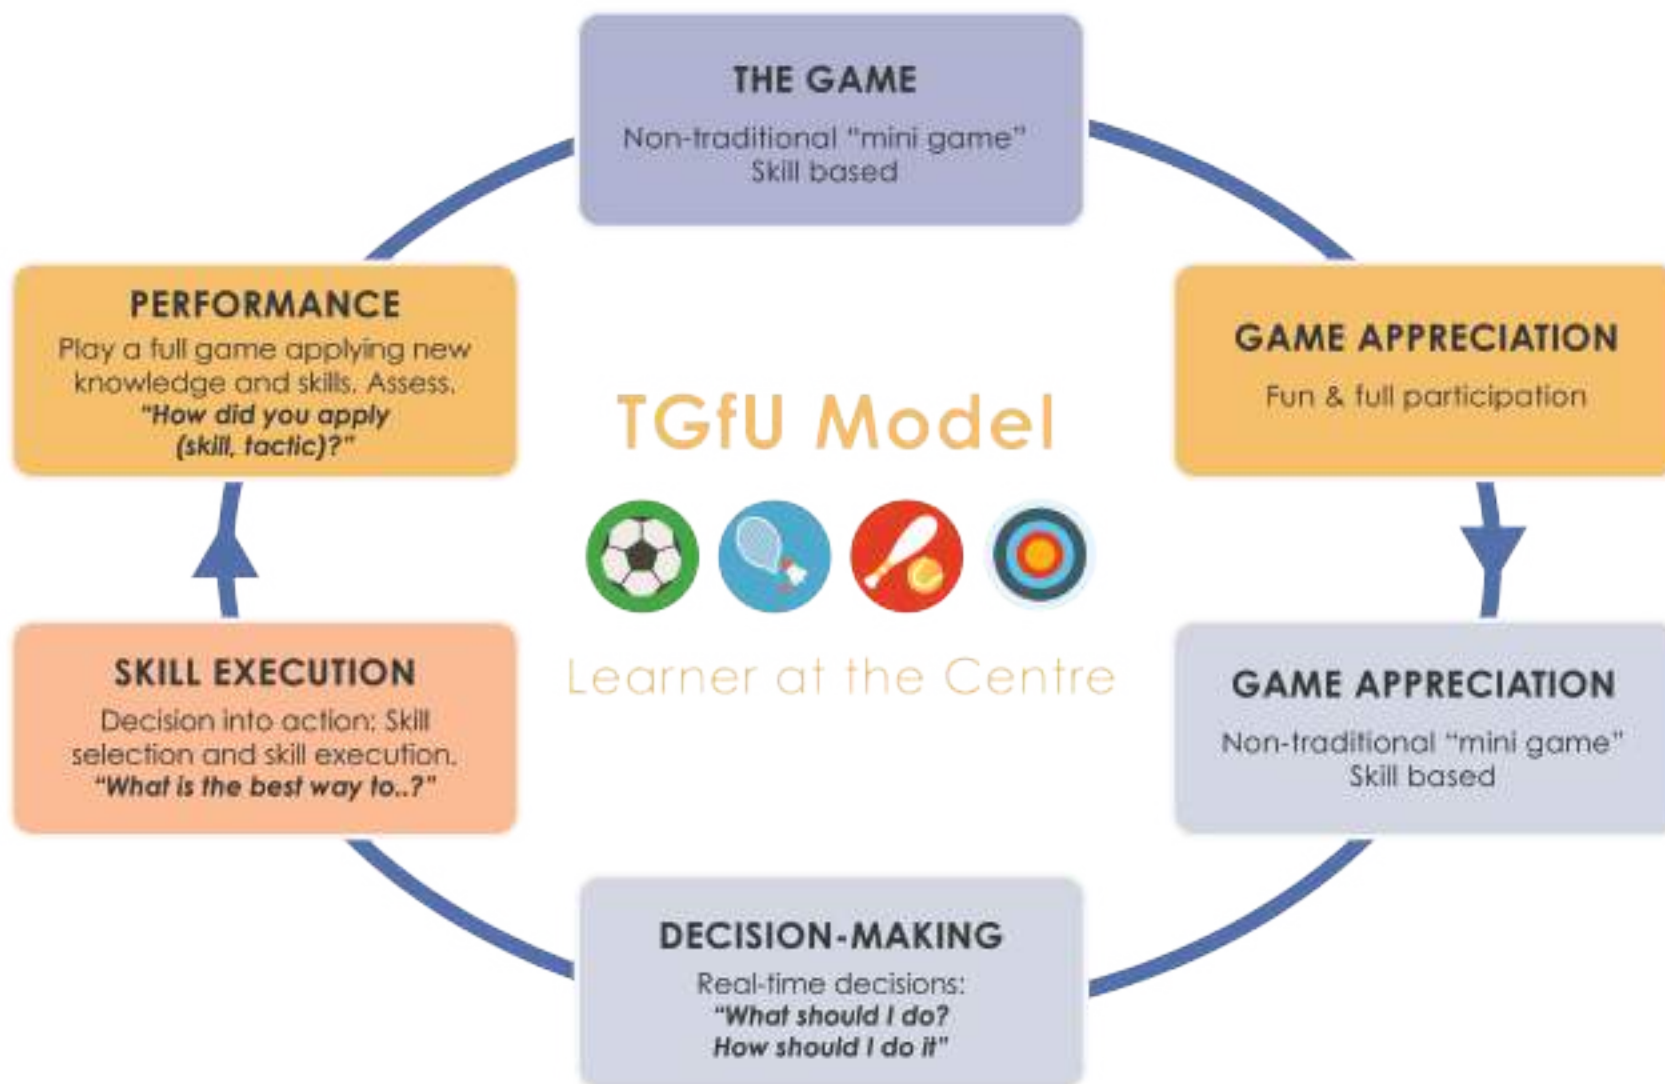 THE GAME
Non-traditional “mini game”
Skill based
GAME APPRECIATION
Fun & full participation
GAME APPRECIATION
Non-traditional “mini game”
Skill based
DECISION-MAKING
Real-time decisions:
“What should I do?
How should I do it”
SKILL EXECUTION
Decision into action: Skill
selection and skill execution.
“What is the best way to..?”
PERFORMANCE
Play a full game applying new
knowledge and skills. Assess.
“How did you apply
(skill, tactic)?”
TGfU Model
Learner at the Centre